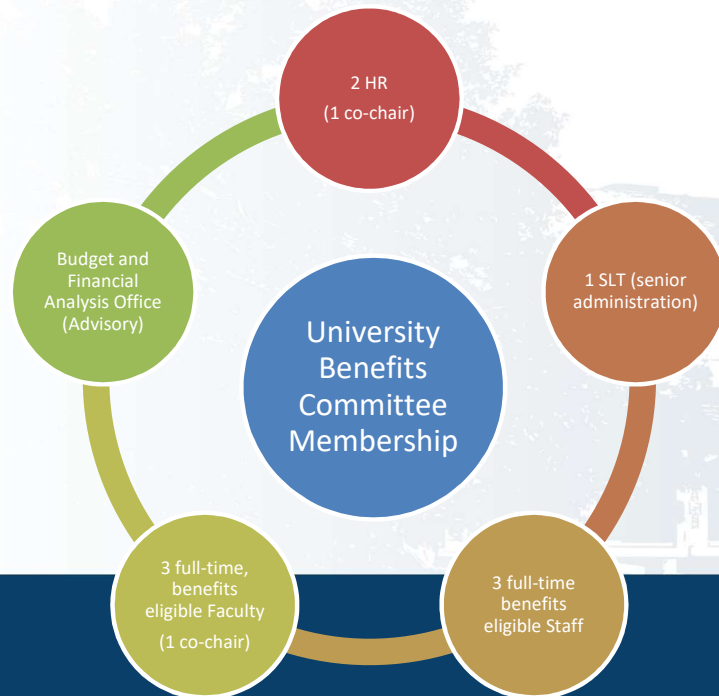 2 HR
(1 co-chair)
Budget and
Financial
Analysis Office
(Advisory)
1 SLT (senior
administration)
University
Benefits
Committee
Membership
3 full-time,
benefits
eligible Faculty
(1 co-chair)
3 full-time
benefits
eligible Staff